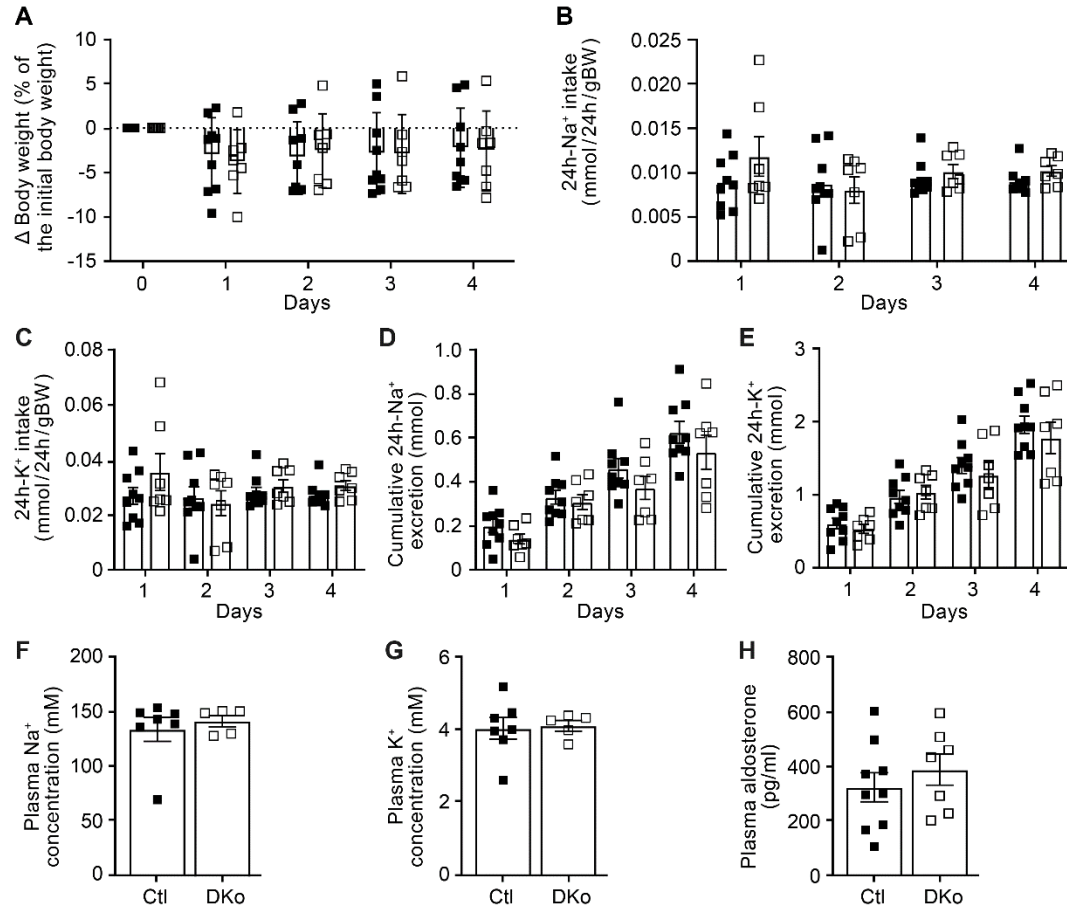 A
Δ Body weight (% of
the initial body weight)
10
5
0
-5
-10
-15
0
1
2
3
4
Days
B
24h-Na⁺ intake
(mmol/24h/gBW)
0.025
0.020
0.015
0.010
0.005
0
1
2
3
4
Days
C
24h-K⁺ intake
(mmol/24h/gBW)
0.08
0.06
0.04
0.02
0
1
2
3
4
Days
D
Cumulative 24h-Na⁺
excretion (mmol)
1.0
0.8
0.6
0.4
0.2
0
1
2
3
4
Days
E
Cumulative 24h-K⁺
excretion (mmol)
3
2
1
0
1
2
3
4
Days
F
Plasma Na⁺
concentration (mM)
200
150
100
50
0
Ctl
DKo
G
Plasma K⁺
concentration (mM)
6
4
2
0
Ctl
DKo
H
Plasma aldosterone
(pg/ml)
800
600
400
200
0
Ctl
DKo